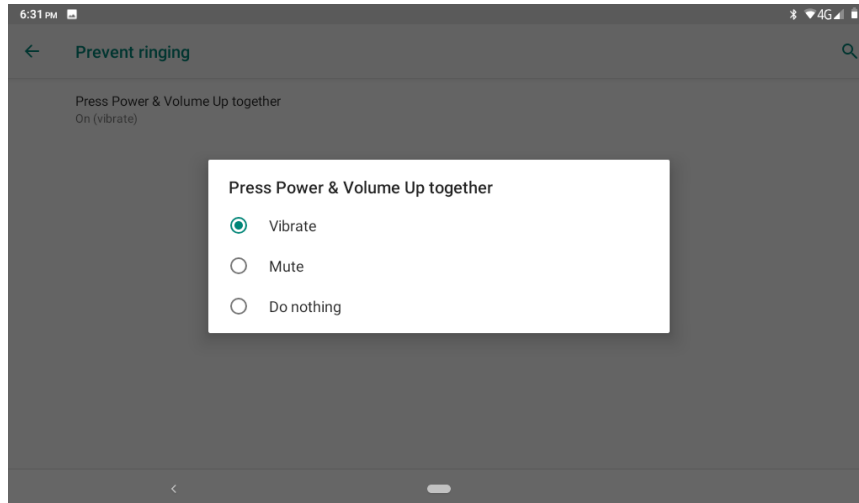 6:31 PM 4G
Prevent ringing
Press Power & Volume Up together
On (vibrate)
Press Power & Volume Up together
Vibrate
Mute
Do nothing